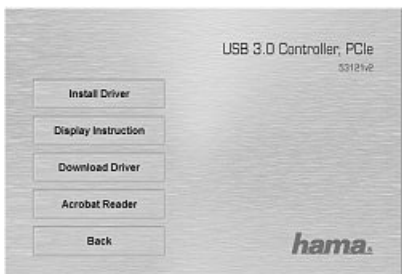 USB 3.0 Controller, PCIe
53121v2
Install Driver
Display Instruction
Download Driver
Acrobat Reader
Back
hama.